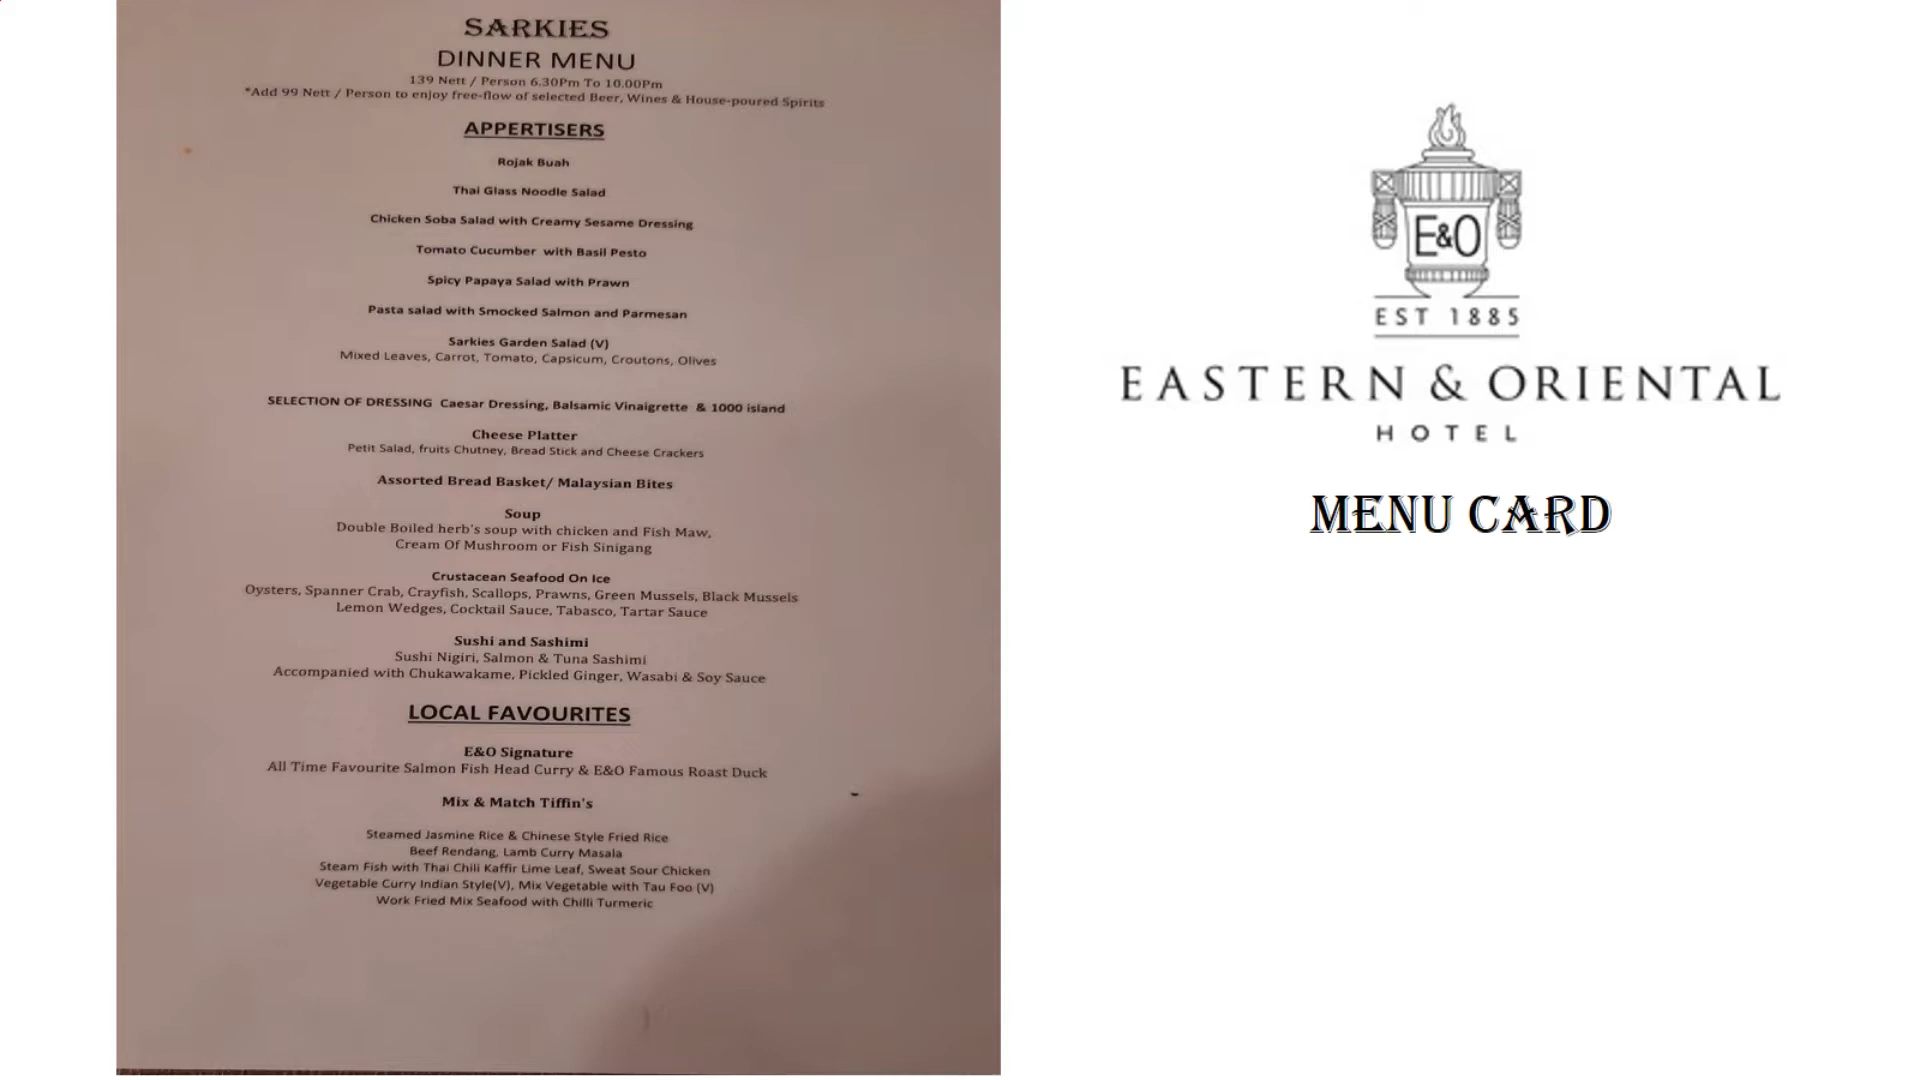 SARKIES
DINNER MENU
139 Nett / Person 6.30Pm To 10.00Pm
*Add 99 Nett / Person to enjoy free-flow of selected Beer, Wines & House-poured Spirits
APPERTISERS
Rojak Buah
Thai Glass Noodle Salad
Chicken Soba Salad with Creamy Sesame Dressing
Tomato Cucumber with Basil Pesto
Spicy Papaya Salad with Prawn
Pasta salad with Smocked Salmon and Parmesan
Sarkies Garden Salad (V)
Mixed Leaves, Carrot, Tomato, Capsicum, Croutons, Olives
SELECTION OF DRESSING Caesar Dressing, Balsamic Vinaigrette & 1000 island
Cheese Platter
Petit Salad, fruits Chutney, Bread Stick and Cheese Crackers
Assorted Bread Basket/ Malaysian Bites
Soup
Double Boiled herb's soup with chicken and Fish Maw,
Cream Of Mushroom or Fish Sinigang
Crustacean Seafood On Ice
Oysters, Spanner Crab, Crayfish, Scallops, Prawns, Green Mussels, Black Mussels
Lemon Wedges, Cocktail Sauce, Tabasco, Tartar Sauce
Sushi and Sashimi
Sushi Nigiri, Salmon & Tuna Sashimi
Accompanied with Chukawakame, Pickled Ginger, Wasabi & Soy Sauce
LOCAL FAVOURITES
E&O Signature
All Time Favourite Salmon Fish Head Curry & E&O Famous Roast Duck
Mix & Match Tiffin's
Steamed Jasmine Rice & Chinese Style Fried Rice
Beef Rendang, Lamb Curry Masala
Steam Fish with Thai Chili Kaffir Lime Leaf, Sweat Sour Chicken
Vegetable Curry Indian Style(V), Mix Vegetable with Tau Foo (V)
Work Fried Mix Seafood with Chilli Turmeric
E&O
EST 1885
EASTERN & ORIENTAL
HOTEL
MENU CARD